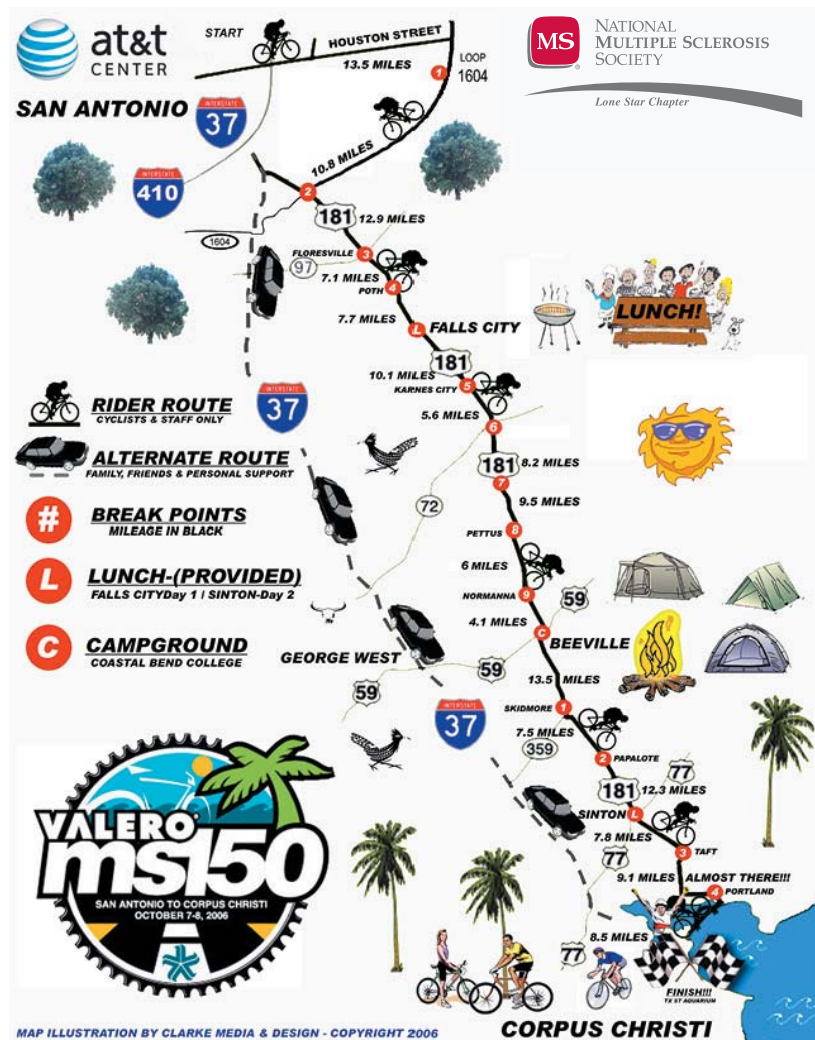 at&t
CENTER
START
HOUSTON STREET
13.5 MILES
LOOP
1604
1
MS
NATIONAL
MULTIPLE SCLEROSIS
SOCIETY
Lone Star Chapter
SAN ANTONIO
INTERSTATE
37
INTERSTATE
410
10.8 MILES
2
181
12.9 MILES
1604
FLORESVILLE
3
97
7.1 MILES
4
POTH
7.7 MILES
L
FALLS CITY
LUNCH!
181
10.1 MILES
KARNES CITY
5
INTERSTATE
37
5.6 MILES
6
RIDER ROUTE
CYCLISTS & STAFF ONLY
ALTERNATE ROUTE
FAMILY, FRIENDS & PERSONAL SUPPORT
181
8.2 MILES
7
72
9.5 MILES
#
BREAK POINTS
MILEAGE IN BLACK
PETTUS
8
6 MILES
L
LUNCH-(PROVIDED)
FALLS CITYDay 1 / SINTON-Day 2
NORMANNA
9
59
4.1 MILES
C
C
CAMPGROUND
COASTAL BEND COLLEGE
BEEVILLE
GEORGE WEST
59
59
13.5 MILES
SKIDMORE
1
INTERSTATE
37
7.5 MILES
359
2
PAPALOTE
77
181
12.3 MILES
SINTON
L
7.8 MILES
77
3
TAFT
9.1 MILES
ALMOST THERE!!!
4
PORTLAND
8.5 MILES
77
FINISH!!!
TX ST AQUARIUM
VALERO
ms150
SAN ANTONIO TO CORPUS CHRISTI
OCTOBER 7-8, 2006
MAP ILLUSTRATION BY CLARKE MEDIA & DESIGN - COPYRIGHT 2006
CORPUS CHRISTI